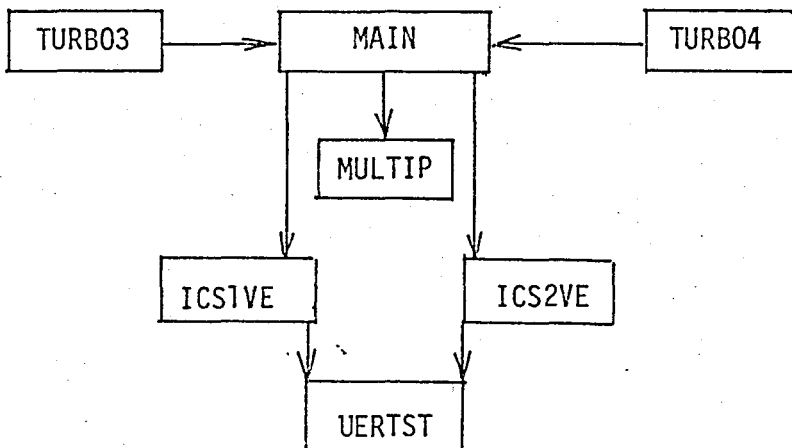 TURBO3
MAIN
TURBO4
MULTIP
ICS1VE
ICS2VE
UERTST